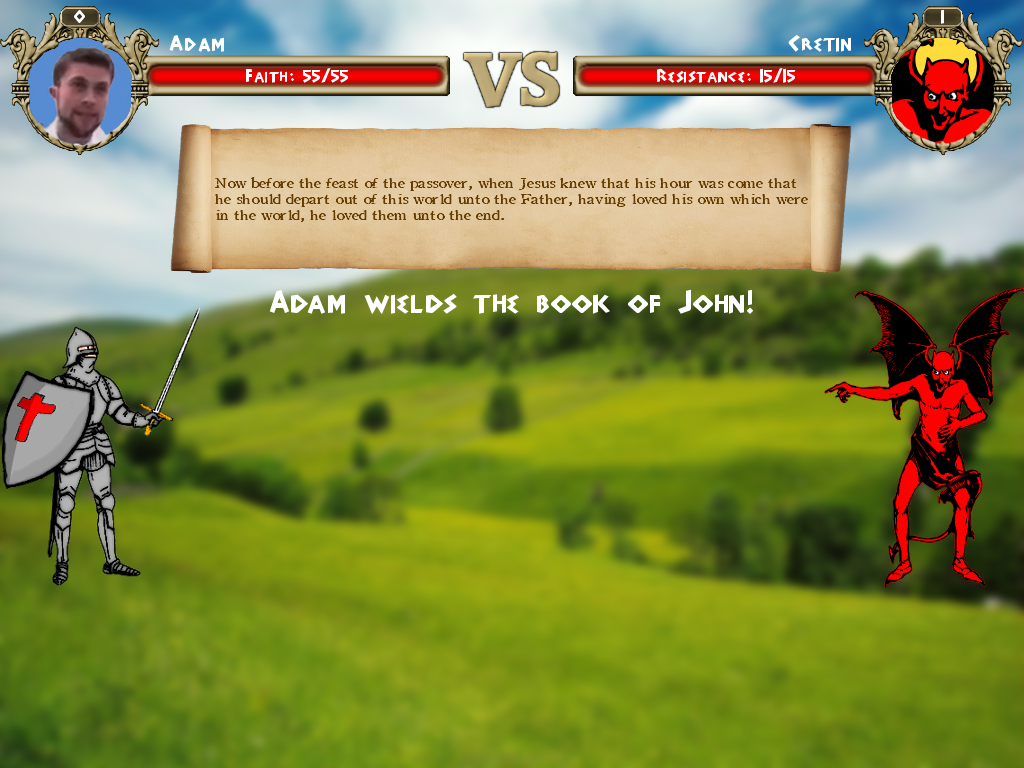 0
1
Adam
Cretin
VS
Faith: 55/55
Resistance: 15/15
Now before the feast of the passover, when Jesus knew that his hour was come that
he should depart out of this world unto the Father, having loved his own which were
in the world, he loved them unto the end.
Adam wields the book of John!